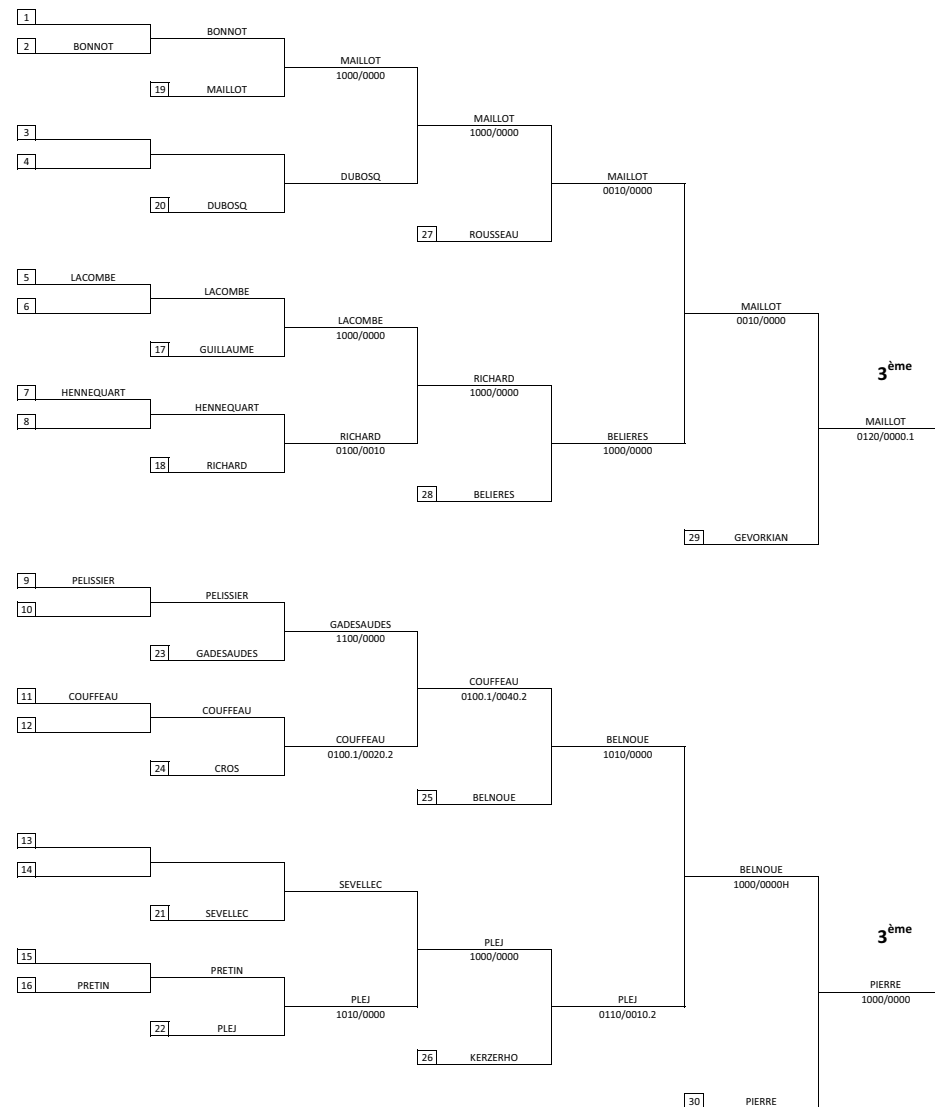 1
BONNOT
2 BONNOT
MAILLOT
1000/0000
19 MAILLOT
MAILLOT
1000/0000
3
4
DUBOSQ
MAILLOT
0010/0000
20 DUBOSQ
27 ROUSSEAU
5 LACOMBE
LACOMBE
6
MAILLOT
0010/0000
LACOMBE
1000/0000
17 GUILLAUME
3ème
RICHARD
1000/0000
7 HENNEQUART
HENNEQUART
8
MAILLOT
0120/0000.1
RICHARD
0100/0010
BELIERES
1000/0000
18 RICHARD
28 BELIERES
29 GEVORKIAN
9 PELISSIER
PELISSIER
10
GADESAUDES
1100/0000
23 GADESAUDES
COUFFEAU
0100.1/0040.2
11 COUFFEAU
COUFFEAU
12
COUFFEAU
0100.1/0020.2
BELNOUE
1010/0000
24 CROS
25 BELNOUE
13
14
BELNOUE
1000/0000H
SEVELLEC
21 SEVELLEC
3ème
PLEJ
1000/0000
15
PRETIN
16 PRETIN
PIERRE
1000/0000
PLEJ
1010/0000
PLEJ
0110/0010.2
22 PLEJ
26 KERZERHO
30 PIERRE